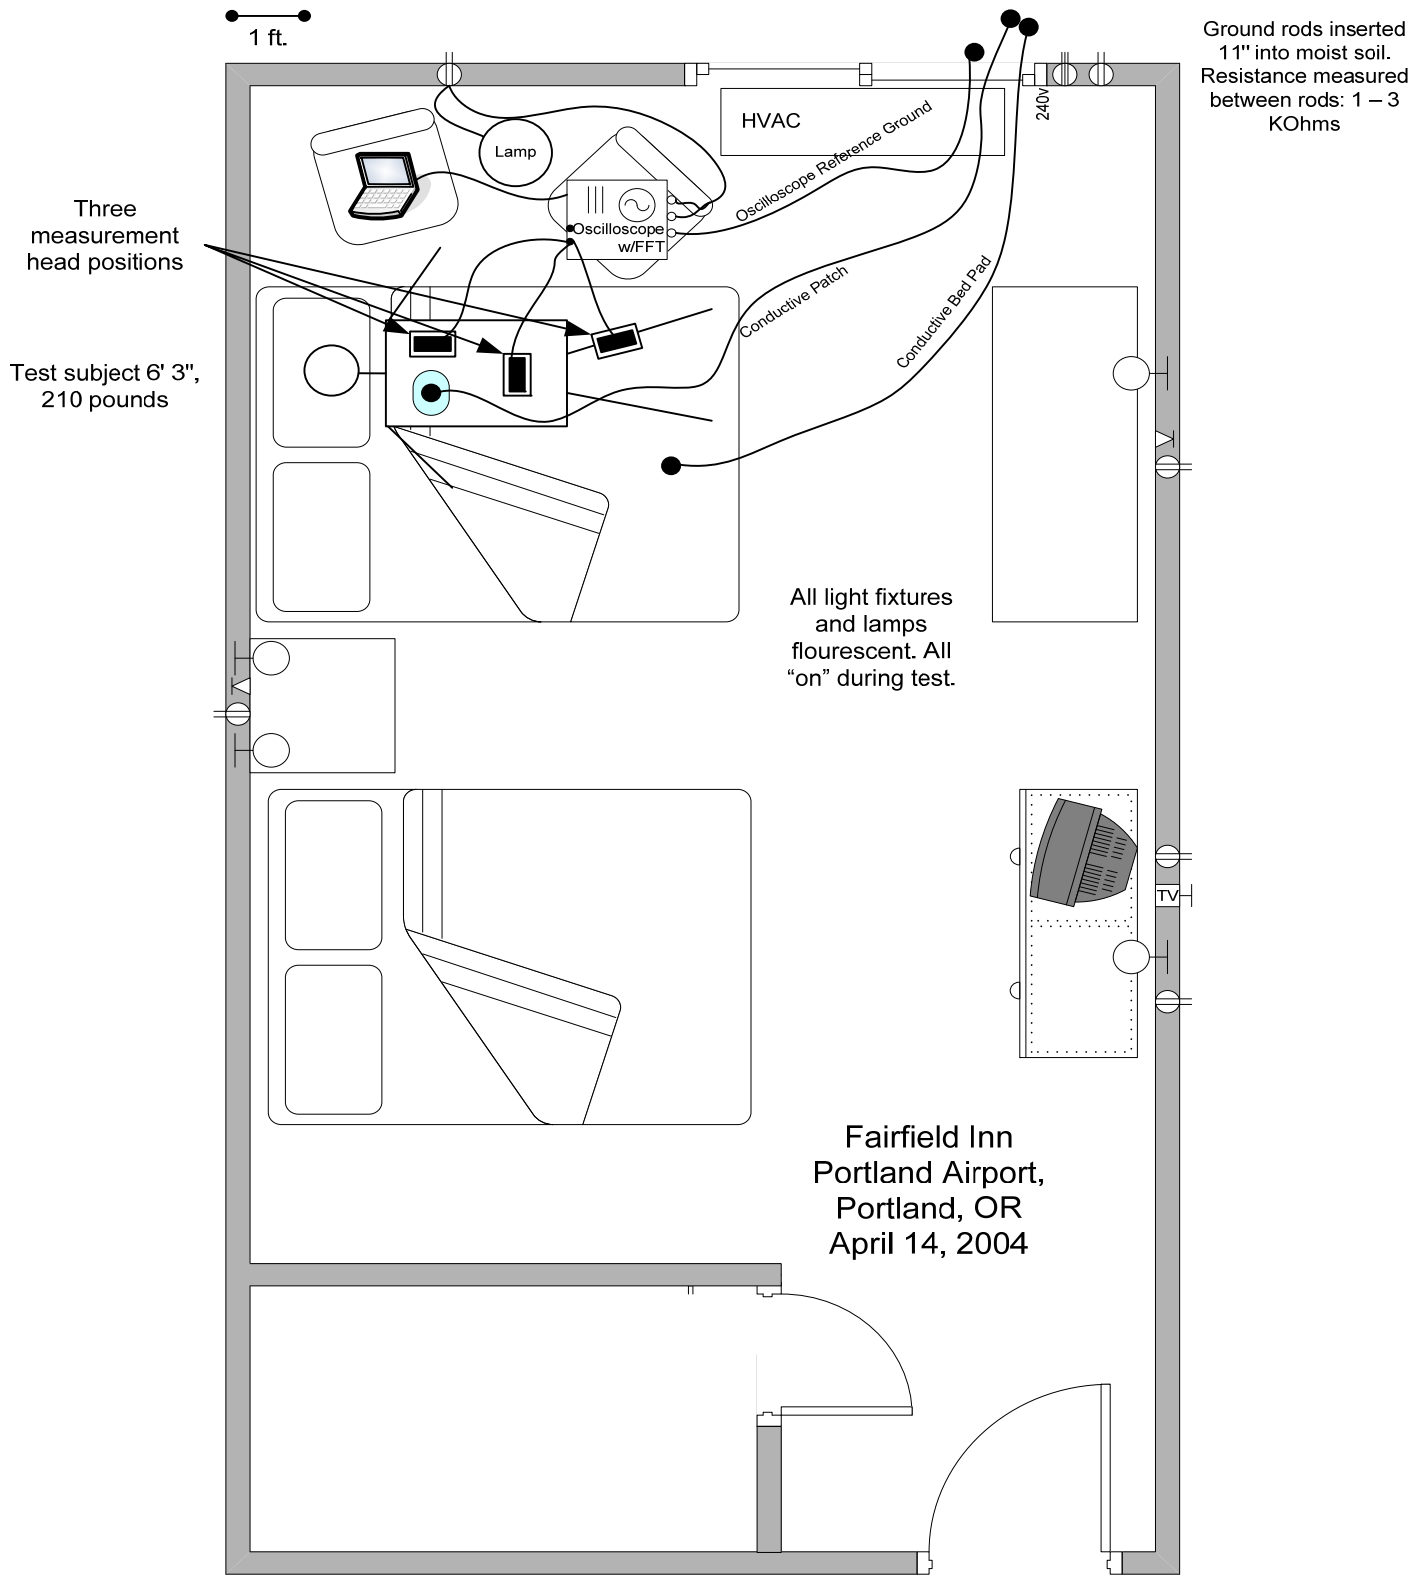 1 ft.
Ground rods inserted
11" into moist soil.
Resistance measured
between rods: 1 – 3
KOhms
240v
HVAC
Lamp
Oscilloscope Reference Ground
Three
measurement
head positions
Oscilloscope
w/FFT
Conductive Patch
Conductive Bed Pad
Test subject 6' 3",
210 pounds
All light fixtures
and lamps
flourescent. All
“on” during test.
TV
Fairfield Inn
Portland Airport,
Portland, OR
April 14, 2004